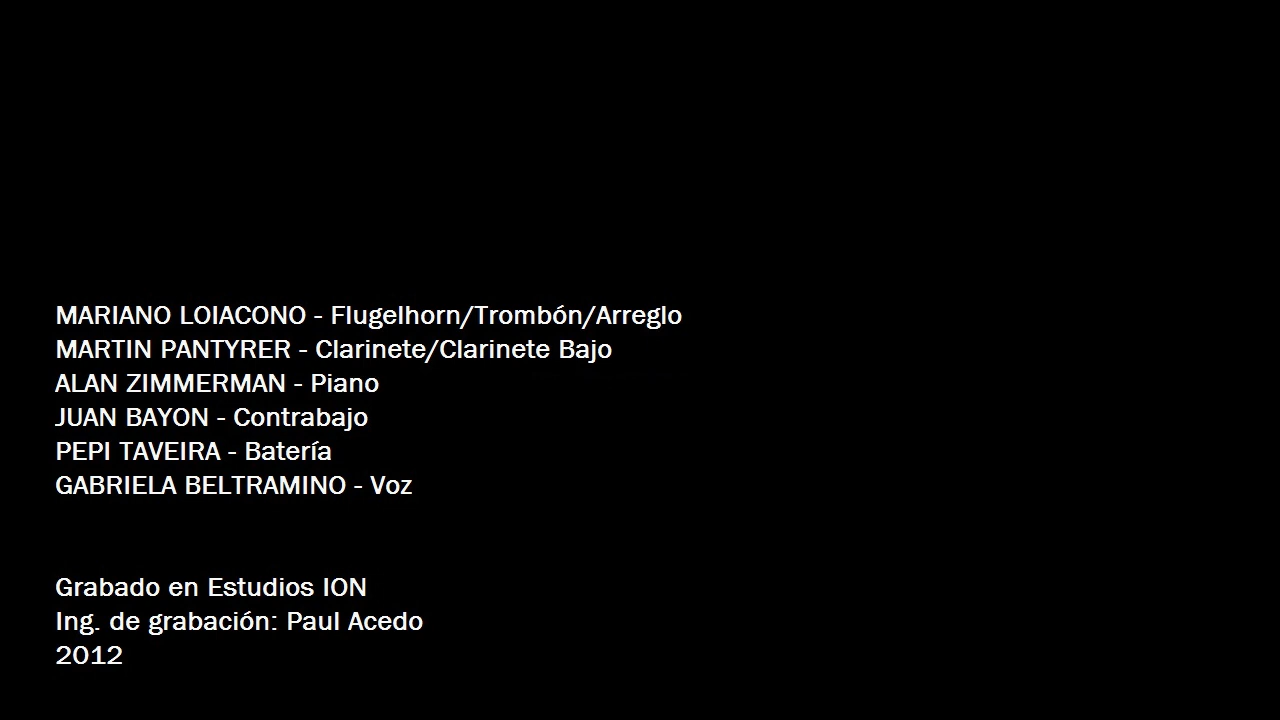 MARIANO LOIACONO - Flugelhorn/Trombón/Arreglo
MARTIN PANTYRER - Clarinete/Clarinete Bajo
ALAN ZIMMERMAN - Piano
JUAN BAYON - Contrabajo
PEPI TAVEIRA - Batería
GABRIELA BELTRAMINO - Voz
Grabado en Estudios ION
Ing. de grabación: Paul Acedo
2012